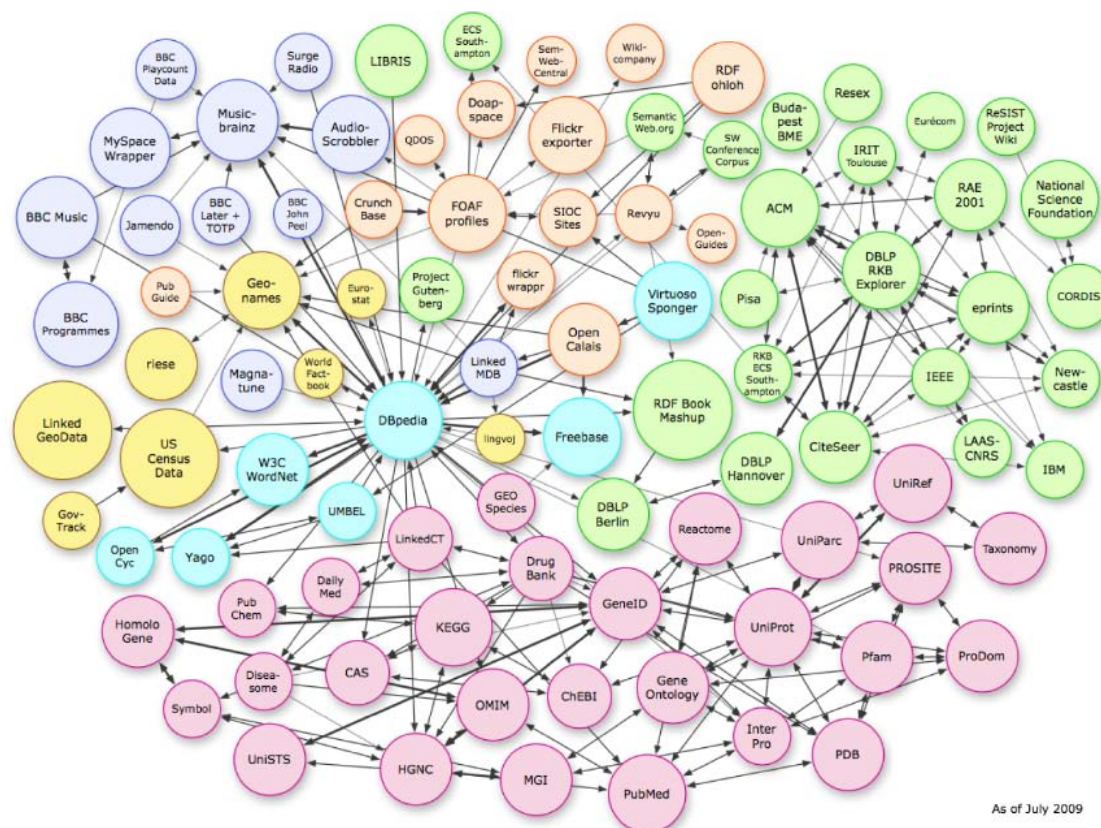 BBC
Playcount
Data
Surge
Radio
LIBRIS
ECS
South-
ampton
Sem-
Web-
Central
Wiki-
company
RDF
ohloh
Music-
brainz
Doap-
space
Resex
Buda-
pest
BME
Eurécom
ReSIST
Project
Wiki
MySpace
Wrapper
Audio-
Scrobbler
QDOS
Flickr
exporter
Semantic
Web.org
SW
Conference
Corpus
IRIT
Toulouse
RAE
2001
National
Science
Foundation
BBC Music
Jamendo
BBC
Later +
TOTP
BBC
John
Peel
Crunch
Base
FOAF
profiles
SIOC
Sites
Revyu
Open-
Guides
ACM
DBLP
RKB
Explorer
Pub
Guide
Geo-
names
Euro-
stat
Project
Guten-
berg
flickr
wrappr
Virtuoso
Sponger
Pisa
eprints
CORDIS
BBC
Programmes
riese
Magna-
tune
World
Fact-
book
Linked
MDB
Open
Calais
RKB
ECS
South-
ampton
IEEE
New-
castle
Linked
GeoData
US
Census
Data
DBpedia
lingvoj
Freebase
RDF Book
Mashup
CiteSeer
LAAS-
CNRS
IBM
W3C
WordNet
DBLP
Hannover
Gov-
Track
Open
Cyc
Yago
UMBEL
GEO
Species
DBLP
Berlin
Reactome
UniParc
UniRef
Taxonomy
LinkedCT
Drug
Bank
PROSITE
Daily
Med
Pub
Chem
Homolo
Gene
KEGG
GeneID
UniProt
Pfam
ProDom
Disea-
some
CAS
ChEBI
Gene
Ontology
Symbol
OMIM
Inter
Pro
UniSTS
HGNC
MGI
PubMed
PDB
As of July 2009